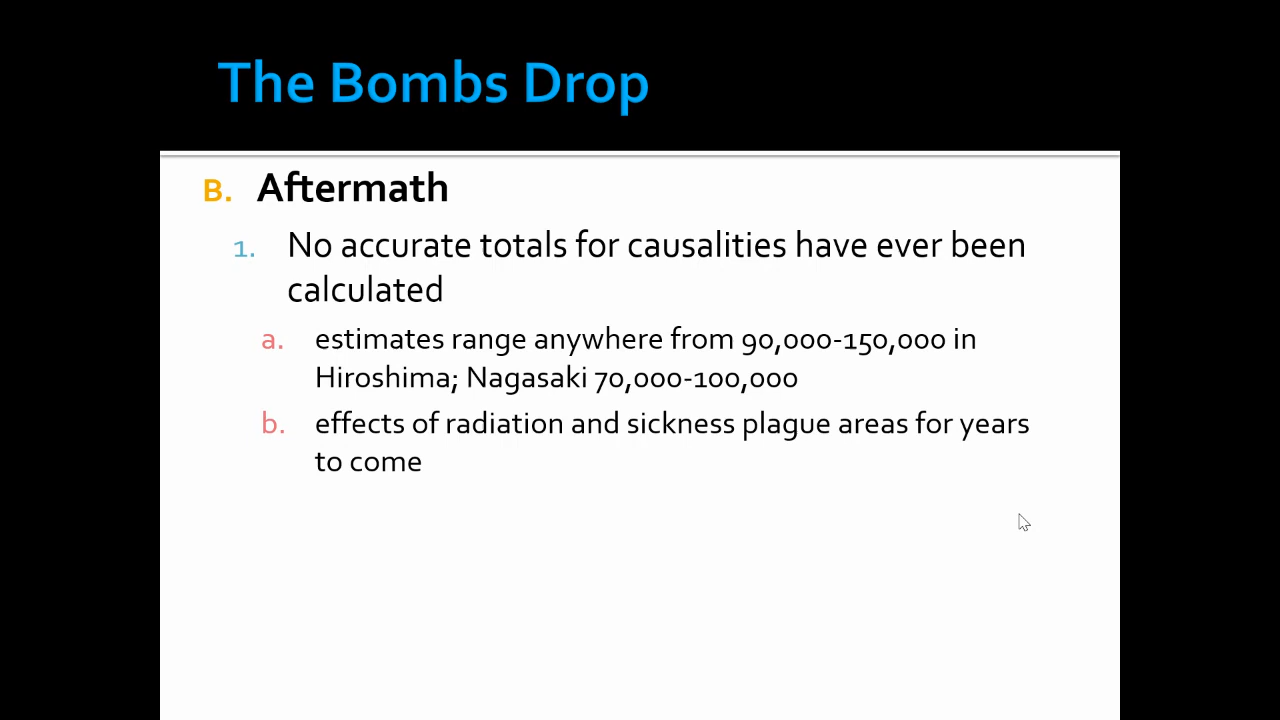 The Bombs Drop
B. Aftermath
1. No accurate totals for causalities have ever been
calculated
a. estimates range anywhere from 90,000-150,000 in
Hiroshima; Nagasaki 70,000-100,000
b. effects of radiation and sickness plague areas for years
to come